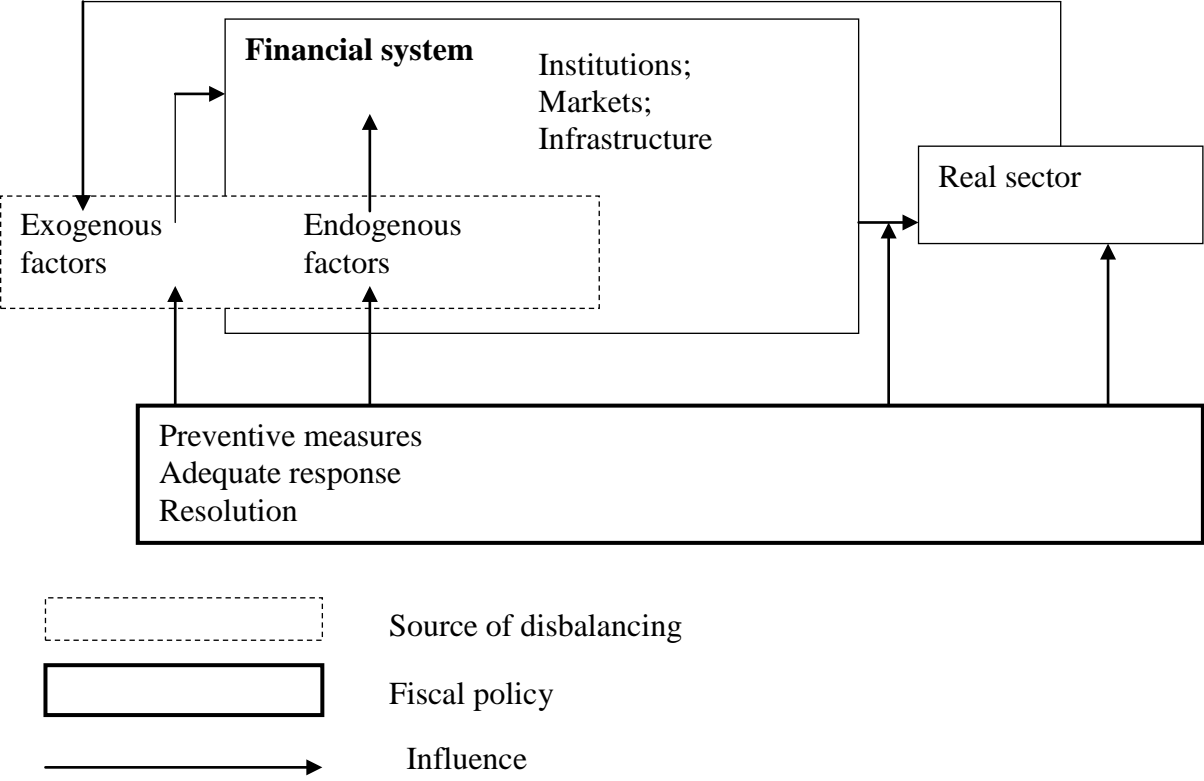 Financial system
Institutions;
Markets;
Infrastructure
Real sector
Exogenous
factors
Endogenous
factors
Preventive measures
Adequate response
Resolution
Source of disbalancing
Fiscal policy
Influence